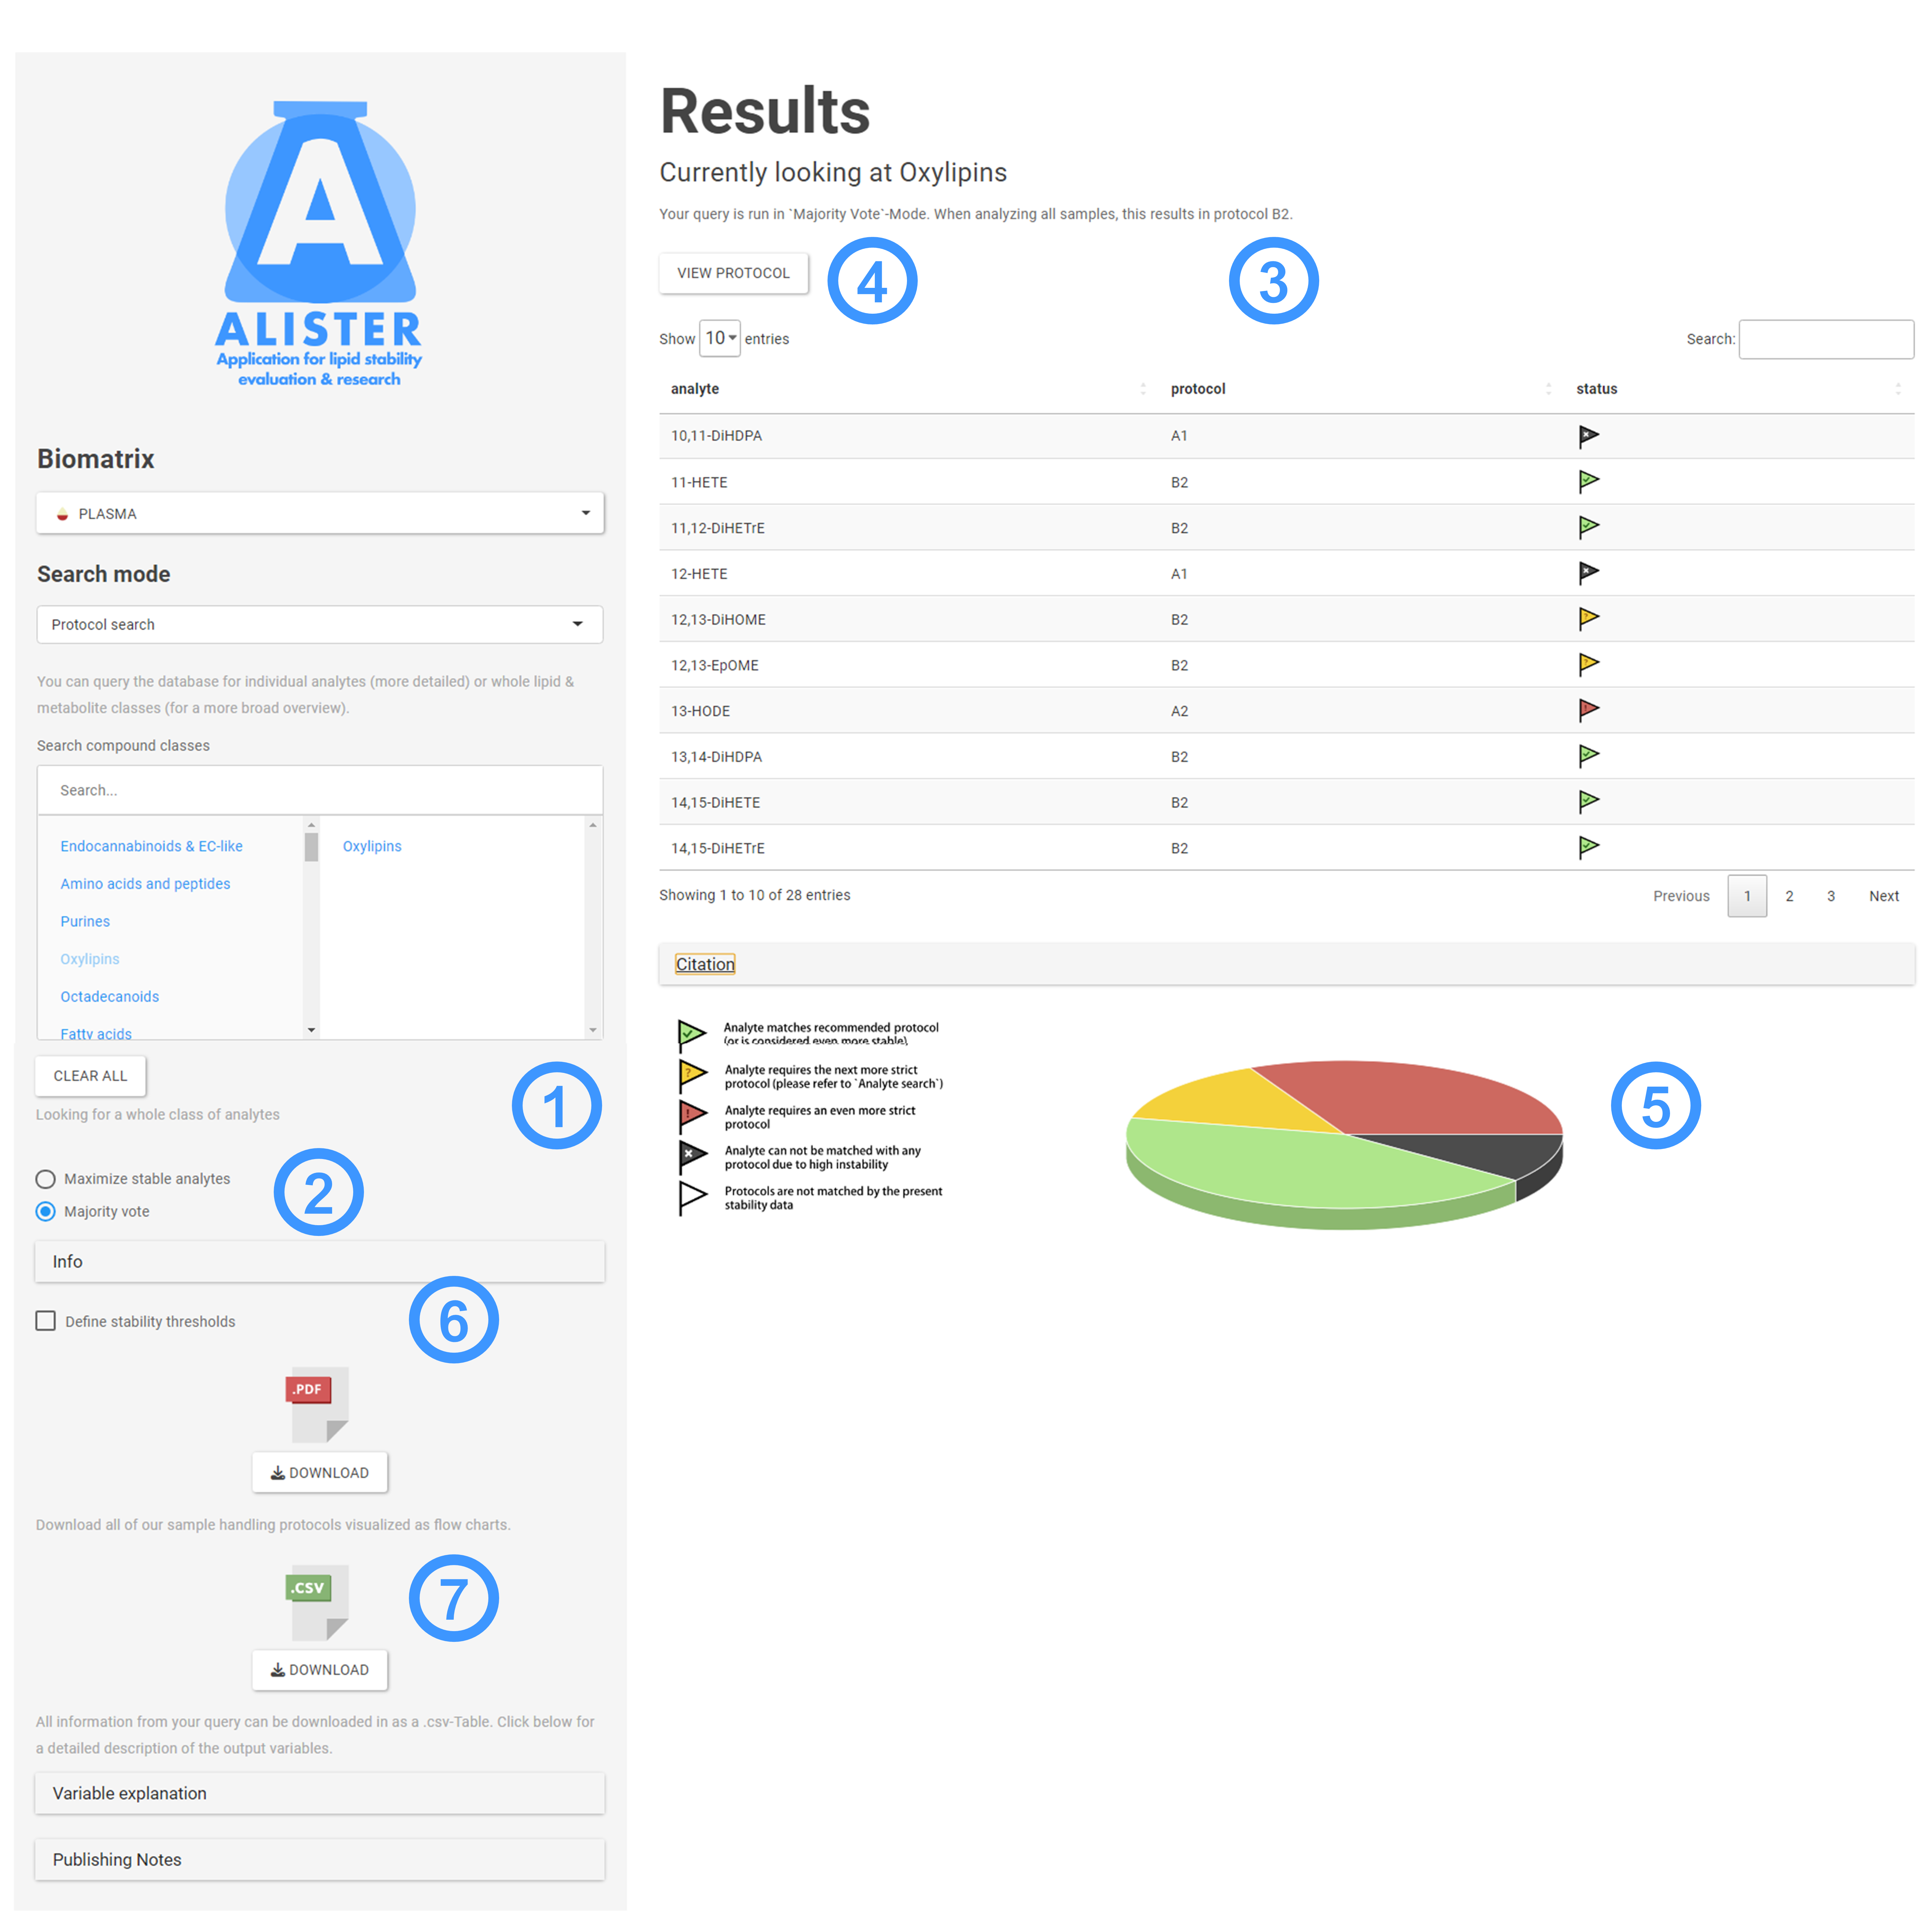 A
ALISTER
Application for lipid stability
evaluation & research
Biomatrix
PLASMA
Search mode
Protocol search
You can query the database for individual analytes (more detailed) or whole lipid &
metabolite classes (for a more broad overview).
Search compound classes
Search...
Endocannabinoids & EC-like
Amino acids and peptides
Purines
Oxylipins
Octadecanoids
Fatty acids
Oxylipins
CLEAR ALL
1
Looking for a whole class of analytes
Maximize stable analytes
2
Majority vote
Info
6
Define stability thresholds
.PDF
DOWNLOAD
Download all of our sample handling protocols visualized as flow charts.
.CSV
7
DOWNLOAD
All information from your query can be downloaded in as a .csv-Table. Click below for
a detailed description of the output variables.
Variable explanation
Publishing Notes
Results
Currently looking at Oxylipins
Your query is run in `Majority Vote`-Mode. When analyzing all samples, this results in protocol B2.
VIEW PROTOCOL 4 3
Show 10 entries Search:
analyte protocol status
10,11-DiHDPA A1
11-HETE B2
11,12-DiHETrE B2
12-HETE A1
12,13-DiHOME B2
12,13-EpOME B2
13-HODE A2
13,14-DiHDPA B2
14,15-DiHETE B2
14,15-DiHETrE B2
Showing 1 to 10 of 28 entries Previous 1 2 3 Next
Citation
Analyte matches recommended protocol
(or is considered even more stable)
? Analyte requires the next more strict
protocol (please refer to `Analyte search`)
! Analyte requires an even more strict
protocol
Analyte can not be matched with any
protocol due to high instability
Protocols are not matched by the present
stability data
5